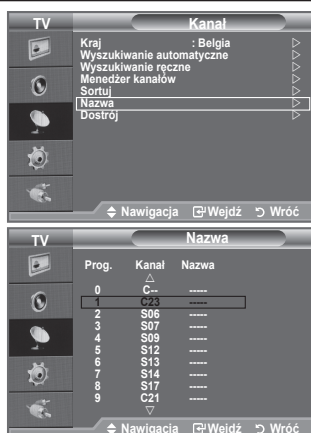 TV Kanał
Kraj : Belgia
Wyszukiwanie automatyczne
Wyszukiwanie ręczne
Menedżer kanałów
Sortuj
Nazwa
Dostrój
Nawigacja Wejdź Wróć
TV Nazwa
Prog. Kanał Nazwa
0 C-- -----
1 C23 -----
2 S06 -----
3 S07 -----
4 S09 -----
5 S12 -----
6 S13 -----
7 S14 -----
8 S17 -----
9 C21 -----
Nawigacja Wejdź Wróć